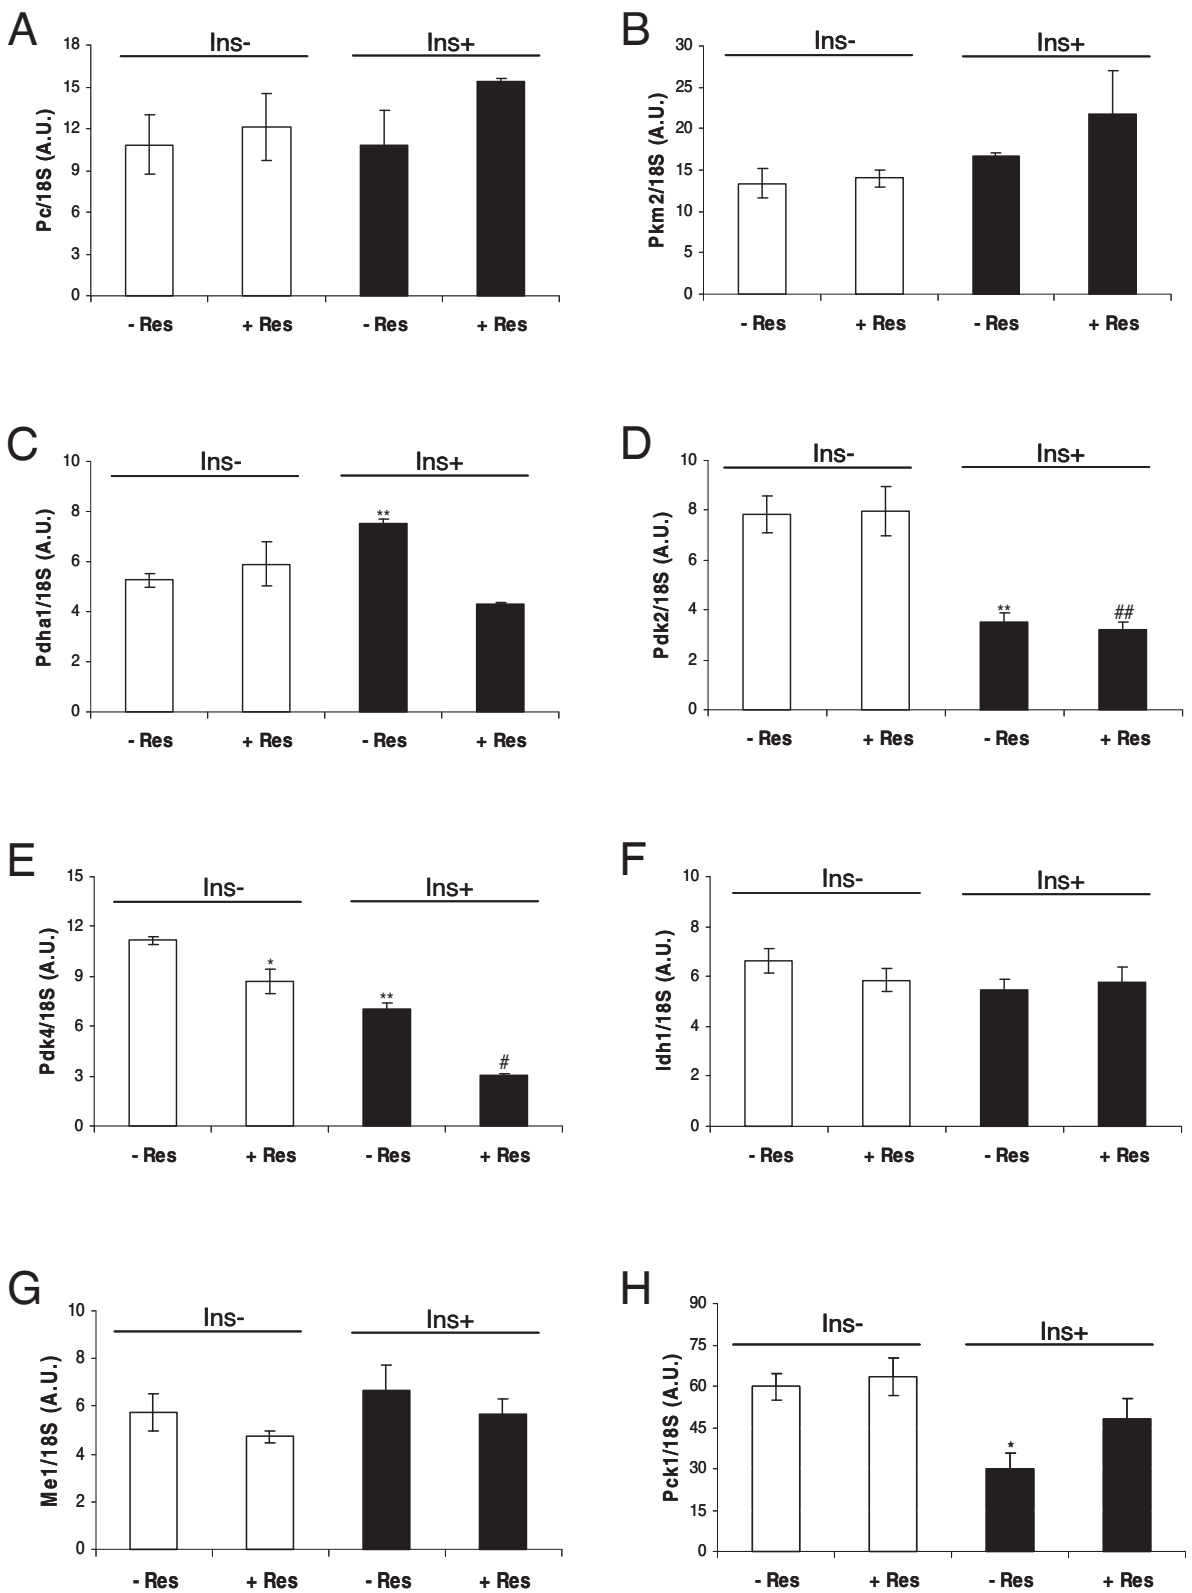 A
Pc/18S (A.U.)
18
15
12
9
6
3
0
Ins-
Ins+
- Res
+ Res
- Res
+ Res
B
Pkm2/18S (A.U.)
30
25
20
15
10
5
0
Ins-
Ins+
- Res
+ Res
- Res
+ Res
C
Pdha1/18S (A.U.)
10
8
6
4
2
0
Ins-
Ins+
**
- Res
+ Res
- Res
+ Res
D
Pdk2/18S (A.U.)
10
8
6
4
2
0
Ins-
Ins+
**
##
- Res
+ Res
- Res
+ Res
E
Pdk4/18S (A.U.)
15
12
9
6
3
0
Ins-
Ins+
*
**
#
- Res
+ Res
- Res
+ Res
F
Idh1/18S (A.U.)
10
8
6
4
2
0
Ins-
Ins+
- Res
+ Res
- Res
+ Res
G
Me1/18S (A.U.)
10
8
6
4
2
0
Ins-
Ins+
- Res
+ Res
- Res
+ Res
H
Pck1/18S (A.U.)
90
75
60
45
30
15
0
Ins-
Ins+
*
- Res
+ Res
- Res
+ Res